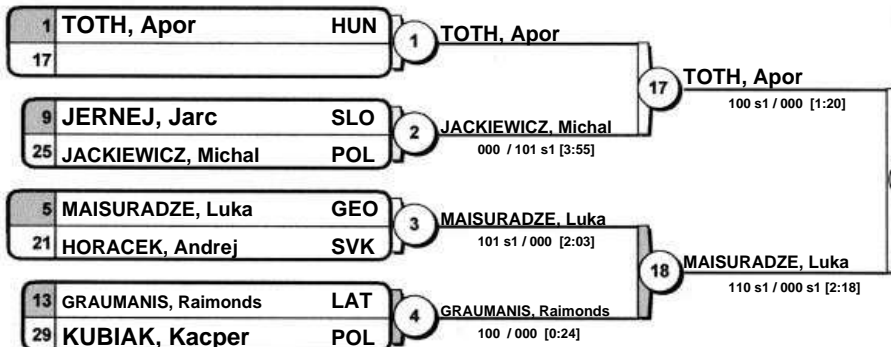 1 TOTH, Apor HUN
17
1
TOTH, Apor
9 JERNEJ, Jarc SLO
25 JACKIEWICZ, Michal POL
2
JACKIEWICZ, Michal
000 / 101 s1 [3:55]
17
TOTH, Apor
100 s1 / 000 [1:20]
5 MAISURADZE, Luka GEO
21 HORACEK, Andrej SVK
3
MAISURADZE, Luka
101 s1 / 000 [2:03]
13 GRAUMANIS, Raimonds LAT
29 KUBIAK, Kacper POL
4
GRAUMANIS, Raimonds
100 / 000 [0:24]
18
MAISURADZE, Luka
110 s1 / 000 s1 [2:18]